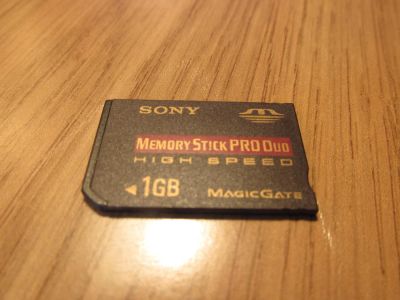 SONY
MEMORY STICK PRO DUO
HIGH SPEED
1GB MAGICGATE